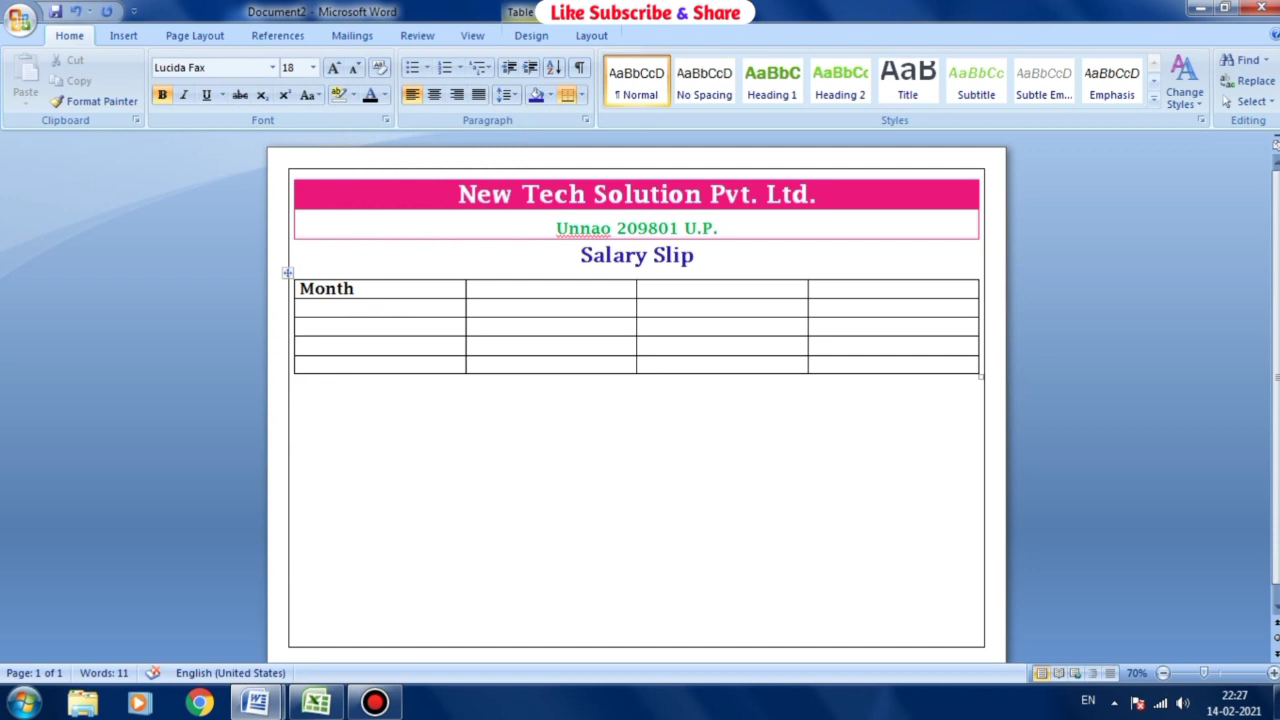 Document2 - Microsoft Word
Table
Like Subscribe & Share
Home Insert Page Layout References Mailings Review View Design Layout
Paste
Cut
Copy
Format Painter
Clipboard
Lucida Fax 18
Font
Paragraph
AaBbCcD AaBbCcD AaBbC AaBbCc AaB AaBbCc AaBbCcD AaBbCcD
¶ Normal No Spacing Heading 1 Heading 2 Title Subtitle Subtle Em... Emphasis
Change Styles
Styles
Find
Replace
Select
Editing
New Tech Solution Pvt. Ltd.
Unnao 209801 U.P.
Salary Slip
Month
Page: 1 of 1 Words: 11 English (United States) 70%
EN 22:27
14-02-2021